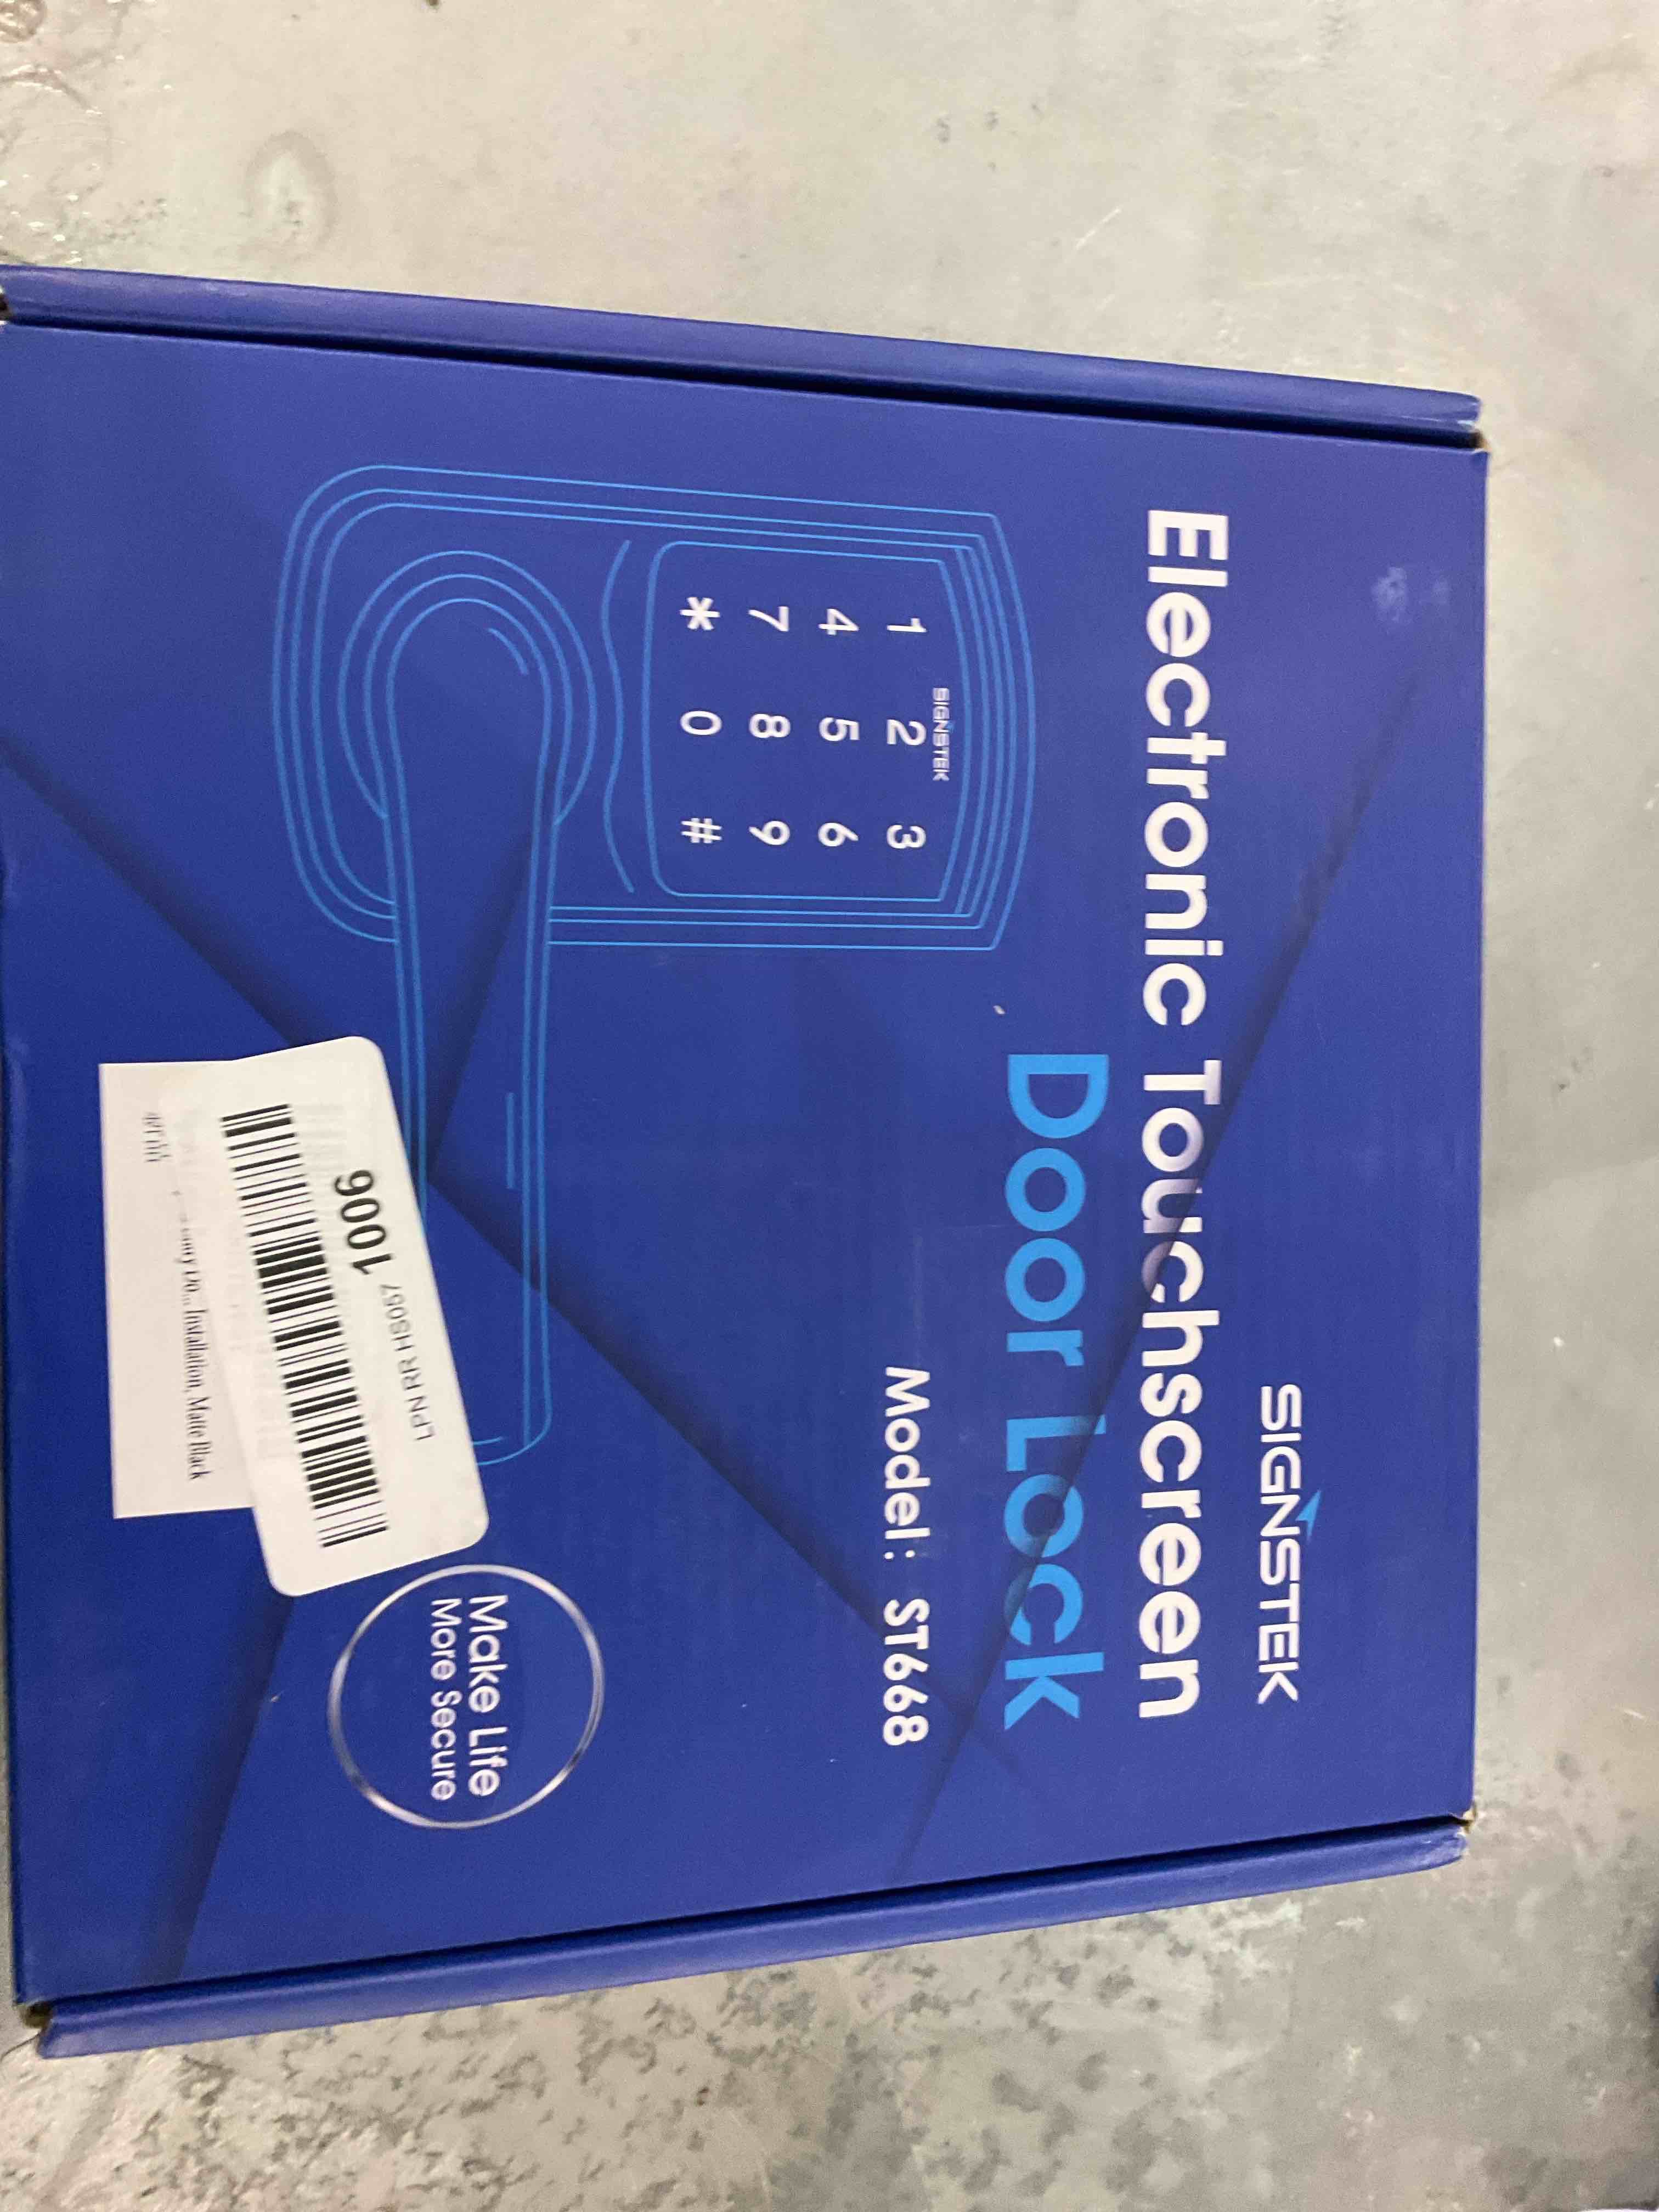 SIGNSTEK
Electronic Touchscreen
Door Lock
Model: ST668
SIGNSTEK
1 2 3
4 5 6
7 8 9
* 0 #
LPN RR HS057 1006
Installation, Matte Black
Make Life
More Secure